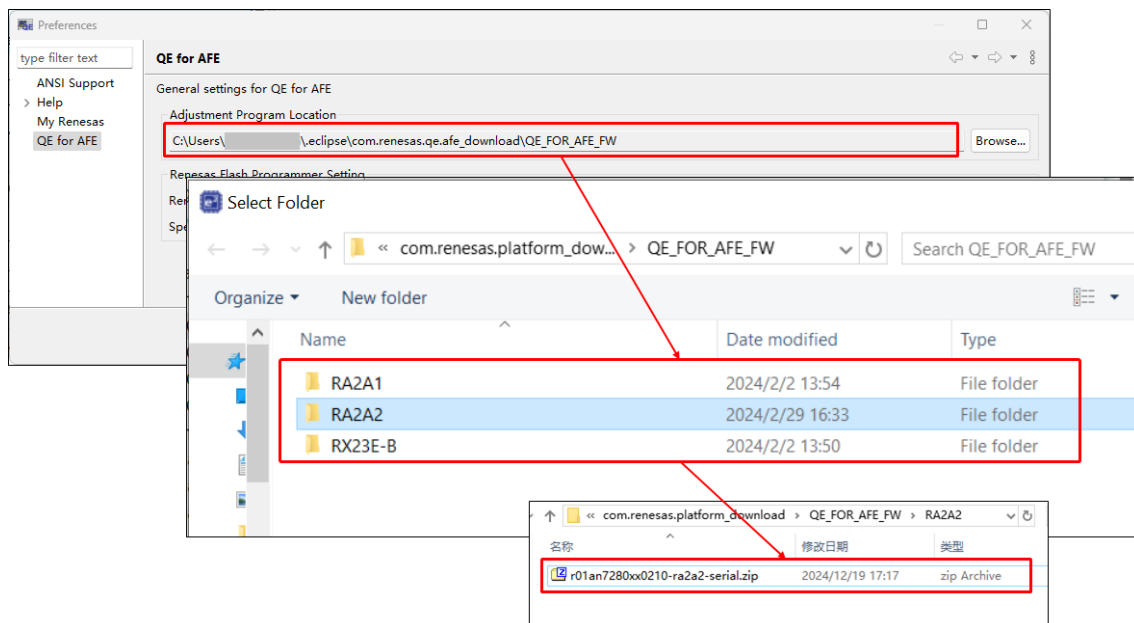 Preferences
type filter text
ANSI Support
Help
My Renesas
QE for AFE
QE for AFE
General settings for QE for AFE
Adjustment Program Location
C:\Users\ \.eclipse\com.renesas.qe.afe_download\QE_FOR_AFE_FW
Browse...
Renesas Flash Programmer Setting
Select Folder
« com.renesas.platform_dow... › QE_FOR_AFE_FW
Search QE_FOR_AFE_FW
Organize
New folder
Name Date modified Type
RA2A1 2024/2/2 13:54 File folder
RA2A2 2024/2/29 16:33 File folder
RX23E-B 2024/2/2 13:50 File folder
« com.renesas.platform_download › QE_FOR_AFE_FW › RA2A2
名称 修改日期 类型
r01an7280xx0210-ra2a2-serial.zip 2024/12/19 17:17 zip Archive